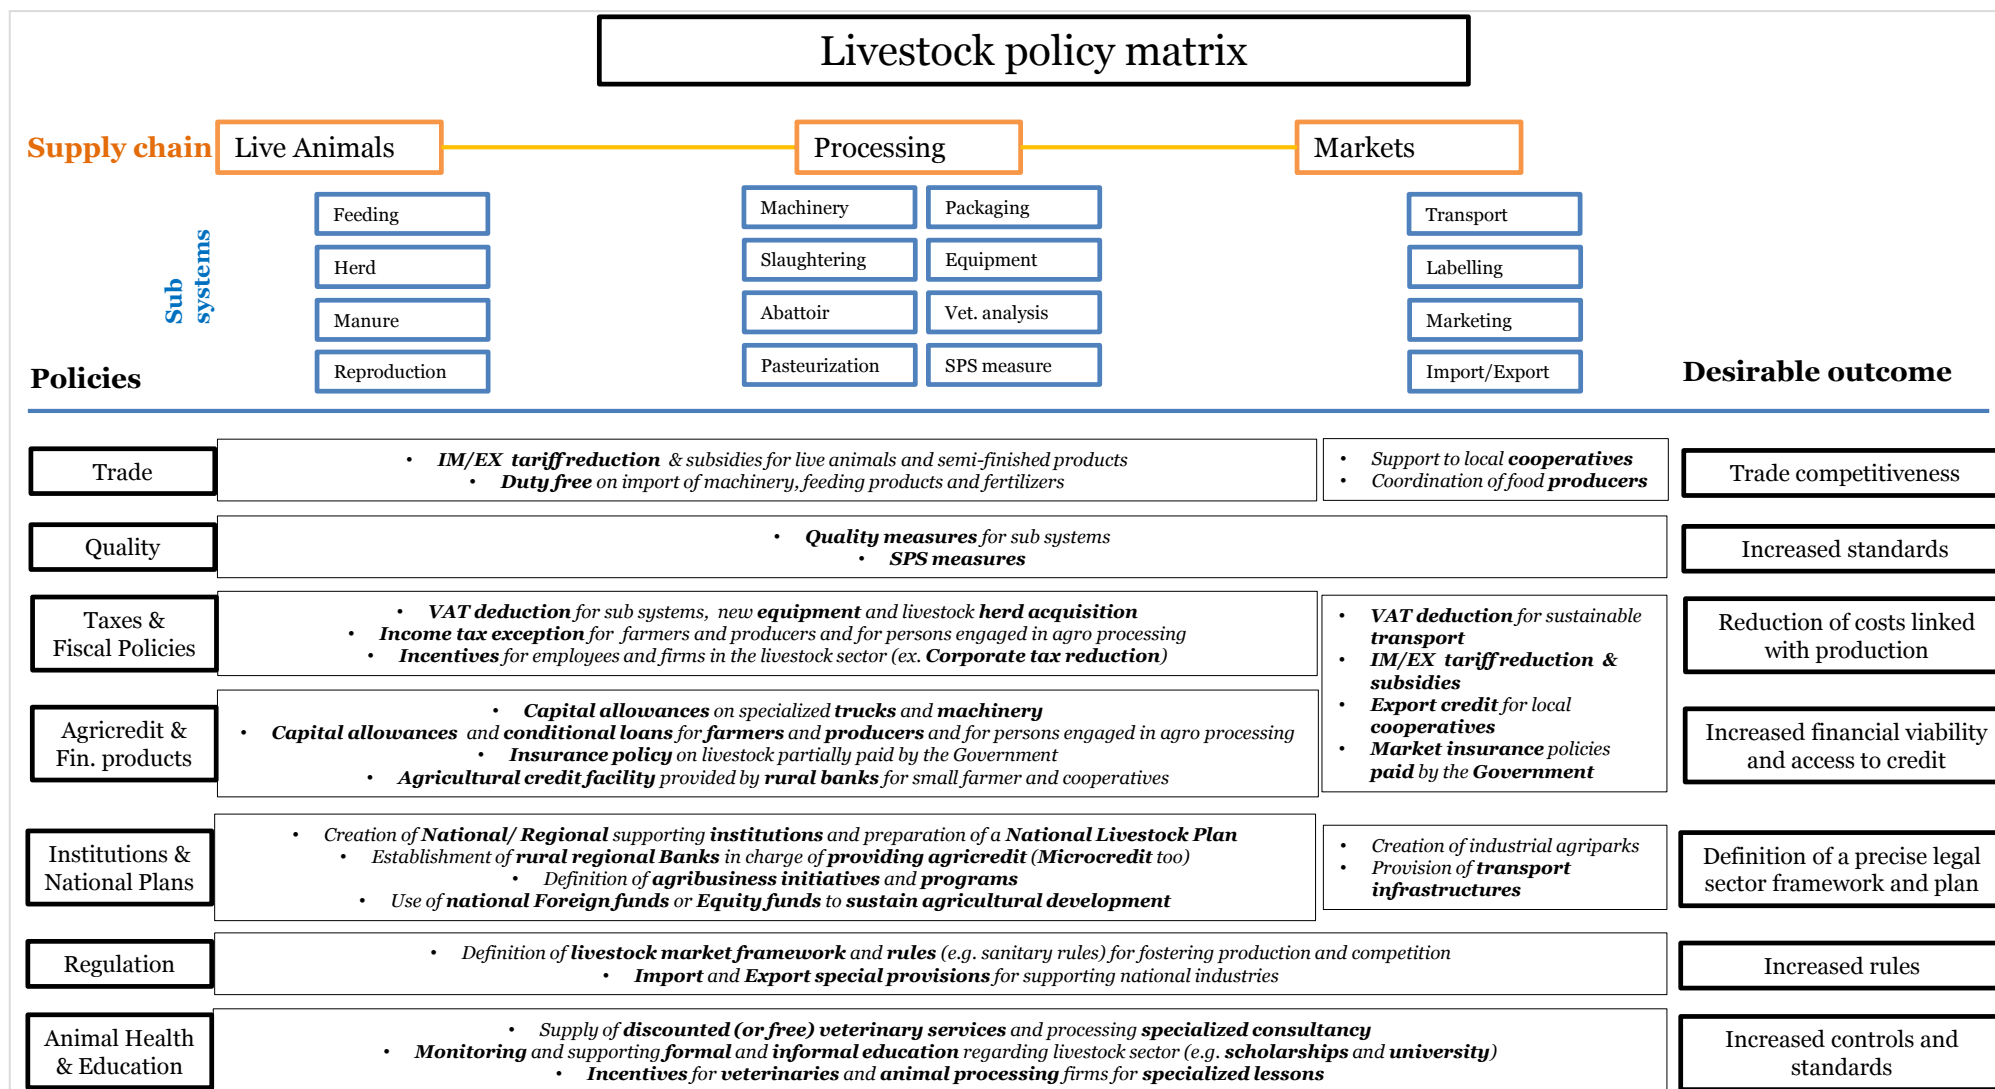 Livestock policy matrix
Supply chain
Live Animals
Processing
Markets
Sub
systems
Feeding
Herd
Manure
Reproduction
Machinery
Packaging
Slaughtering
Equipment
Abattoir
Vet. analysis
Pasteurization
SPS measure
Transport
Labelling
Marketing
Import/Export
Policies
Desirable outcome
Trade
• IM/EX tariff reduction & subsidies for live animals and semi-finished products
• Duty free on import of machinery, feeding products and fertilizers
• Support to local cooperatives
• Coordination of food producers
Trade competitiveness
Quality
• Quality measures for sub systems
• SPS measures
Increased standards
Taxes &
Fiscal Policies
• VAT deduction for sub systems, new equipment and livestock herd acquisition
• Income tax exception for farmers and producers and for persons engaged in agro processing
• Incentives for employees and firms in the livestock sector (ex. Corporate tax reduction)
• VAT deduction for sustainable
transport
• IM/EX tariff reduction &
subsidies
• Export credit for local
cooperatives
• Market insurance policies
paid by the Government
Reduction of costs linked
with production
Agricredit &
Fin. products
• Capital allowances on specialized trucks and machinery
• Capital allowances and conditional loans for farmers and producers and for persons engaged in agro processing
• Insurance policy on livestock partially paid by the Government
• Agricultural credit facility provided by rural banks for small farmer and cooperatives
Increased financial viability
and access to credit
Institutions &
National Plans
• Creation of National/ Regional supporting institutions and preparation of a National Livestock Plan
• Establishment of rural regional Banks in charge of providing agricredit (Microcredit too)
• Definition of agribusiness initiatives and programs
• Use of national Foreign funds or Equity funds to sustain agricultural development
• Creation of industrial agriparks
• Provision of transport
infrastructures
Definition of a precise legal
sector framework and plan
Regulation
• Definition of livestock market framework and rules (e.g. sanitary rules) for fostering production and competition
• Import and Export special provisions for supporting national industries
Increased rules
Animal Health
& Education
• Supply of discounted (or free) veterinary services and processing specialized consultancy
• Monitoring and supporting formal and informal education regarding livestock sector (e.g. scholarships and university)
• Incentives for veterinaries and animal processing firms for specialized lessons
Increased controls and
standards